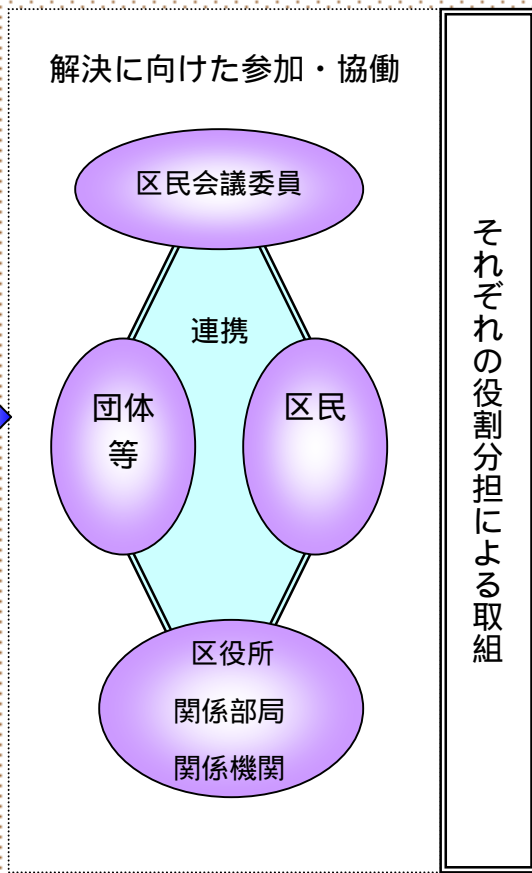 解決に向けた参加・協働
区民会議委員
連携
団体
等
区民
区役所
関係部局
関係機関
それぞれの役割分担による取組